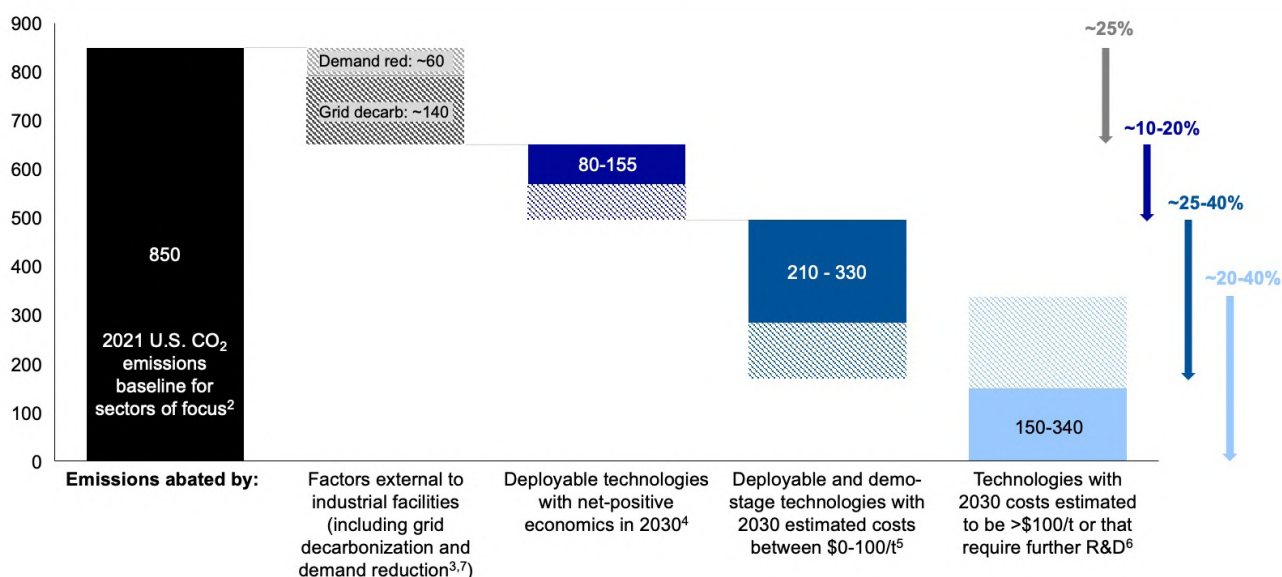 900
800
700
600
500
400
300
200
100
0
850
2021 U.S. CO₂
emissions
baseline for
sectors of focus²
Demand red: ~60
Grid decarb: ~140
80-155
210 - 330
150-340
~25%
~10-20%
~25-40%
~20-40%
Emissions abated by:
Factors external to
industrial facilities
(including grid
decarbonization and
demand reduction³,⁷)
Deployable technologies
with net-positive
economics in 2030⁴
Deployable and demo-
stage technologies with
2030 estimated costs
between $0-100/t⁵
Technologies with
2030 costs estimated
to be >$100/t or that
require further R&D⁶